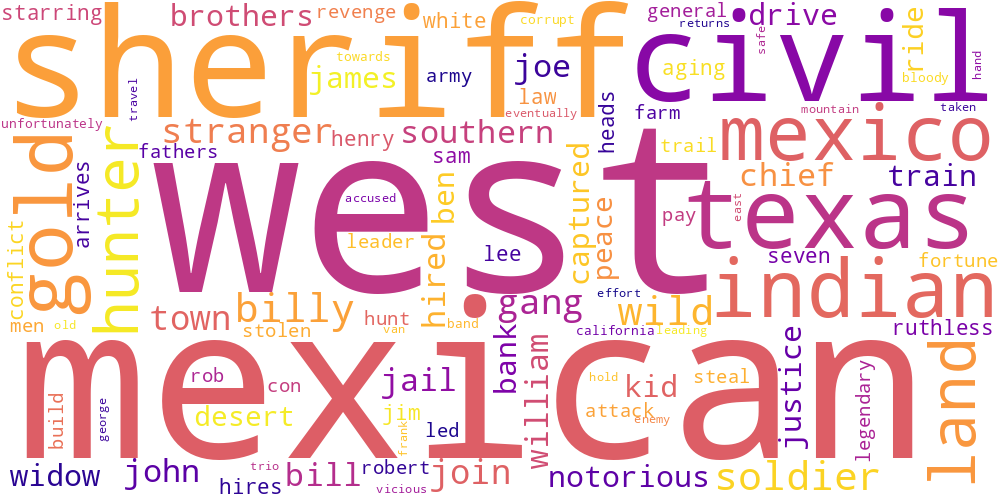 starring
brothers
revenge
white
corrupt
general
returns
drive
ride
sheriff
civil
towards
james
army
joe
law
aging
safe
bloody
hand
travel
eventually
farm
mountain
taken
unfortunately
stranger
henry
southern
heads
trail
mexico
fathers
sam
gold
arrives
hunter
west
accused
ben
captured
peace
chief
train
pay
east
texas
leader
lee
seven
fortune
conflict
hired
indian
effort
men
old
town
billy
stolen
hunt
van
band
gang
wild
california
leading
ruthless
mexican
bank
rob
con
jail
hold
kid
steal
justice
land
build
george
desert
jim
frank
led
william
attack
enemy
legendary
widow
john
hires
trio
bill
robert
vicious
join
notorious
soldier